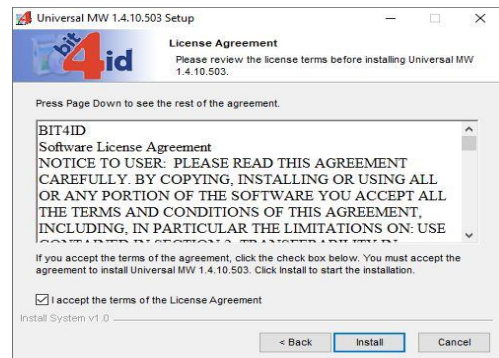 Universal MW 1.4.10.503 Setup
bit
4id
License Agreement
Please review the license terms before installing Universal MW
1.4.10.503.
Press Page Down to see the rest of the agreement.
BIT4ID
Software License Agreement
NOTICE TO USER: PLEASE READ THIS AGREEMENT
CAREFULLY. BY COPYING, INSTALLING OR USING ALL
OR ANY PORTION OF THE SOFTWARE YOU ACCEPT ALL
THE TERMS AND CONDITIONS OF THIS AGREEMENT,
INCLUDING, IN PARTICULAR THE LIMITATIONS ON: USE
CONTAINED IN SECTION 2, TRANSFERABILITY IN
If you accept the terms of the agreement, click the check box below. You must accept the
agreement to install Universal MW 1.4.10.503. Click Install to start the installation.
I accept the terms of the License Agreement
Install System v1.0
< Back
Install
Cancel